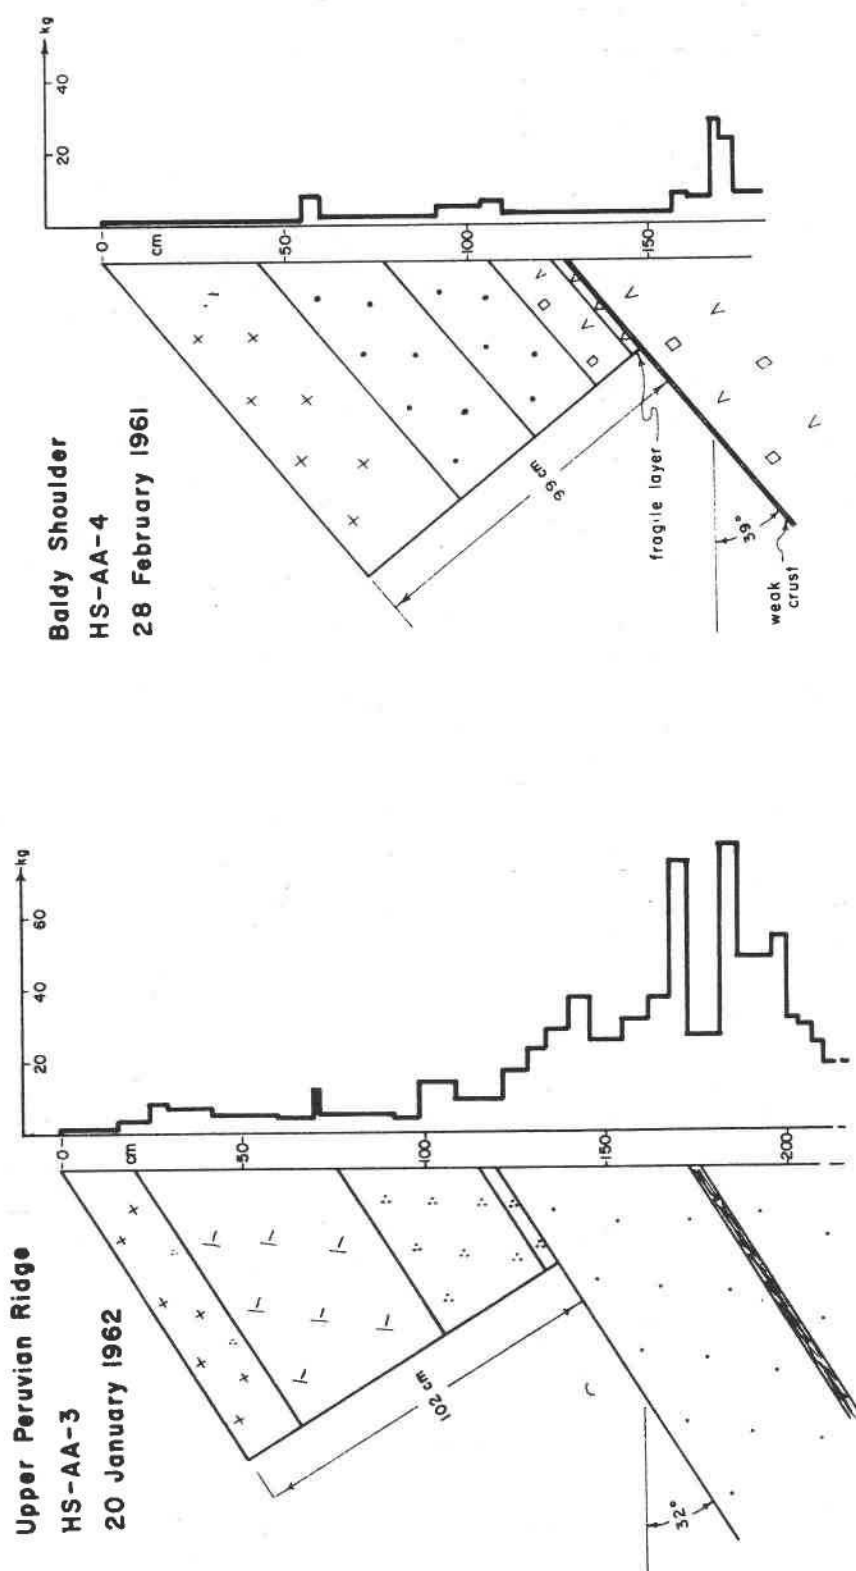 Baldy Shoulder
HS-AA-4
28 February 1961
kg
40
20
-0-
cm
-50-
-100-
-150-
99 cm
fragile layer
39°
weak
crust
Upper Peruvian Ridge
HS-AA-3
20 January 1962
kg
60
40
20
-0-
cm
-50-
-100-
-150-
-200-
102 cm
32°